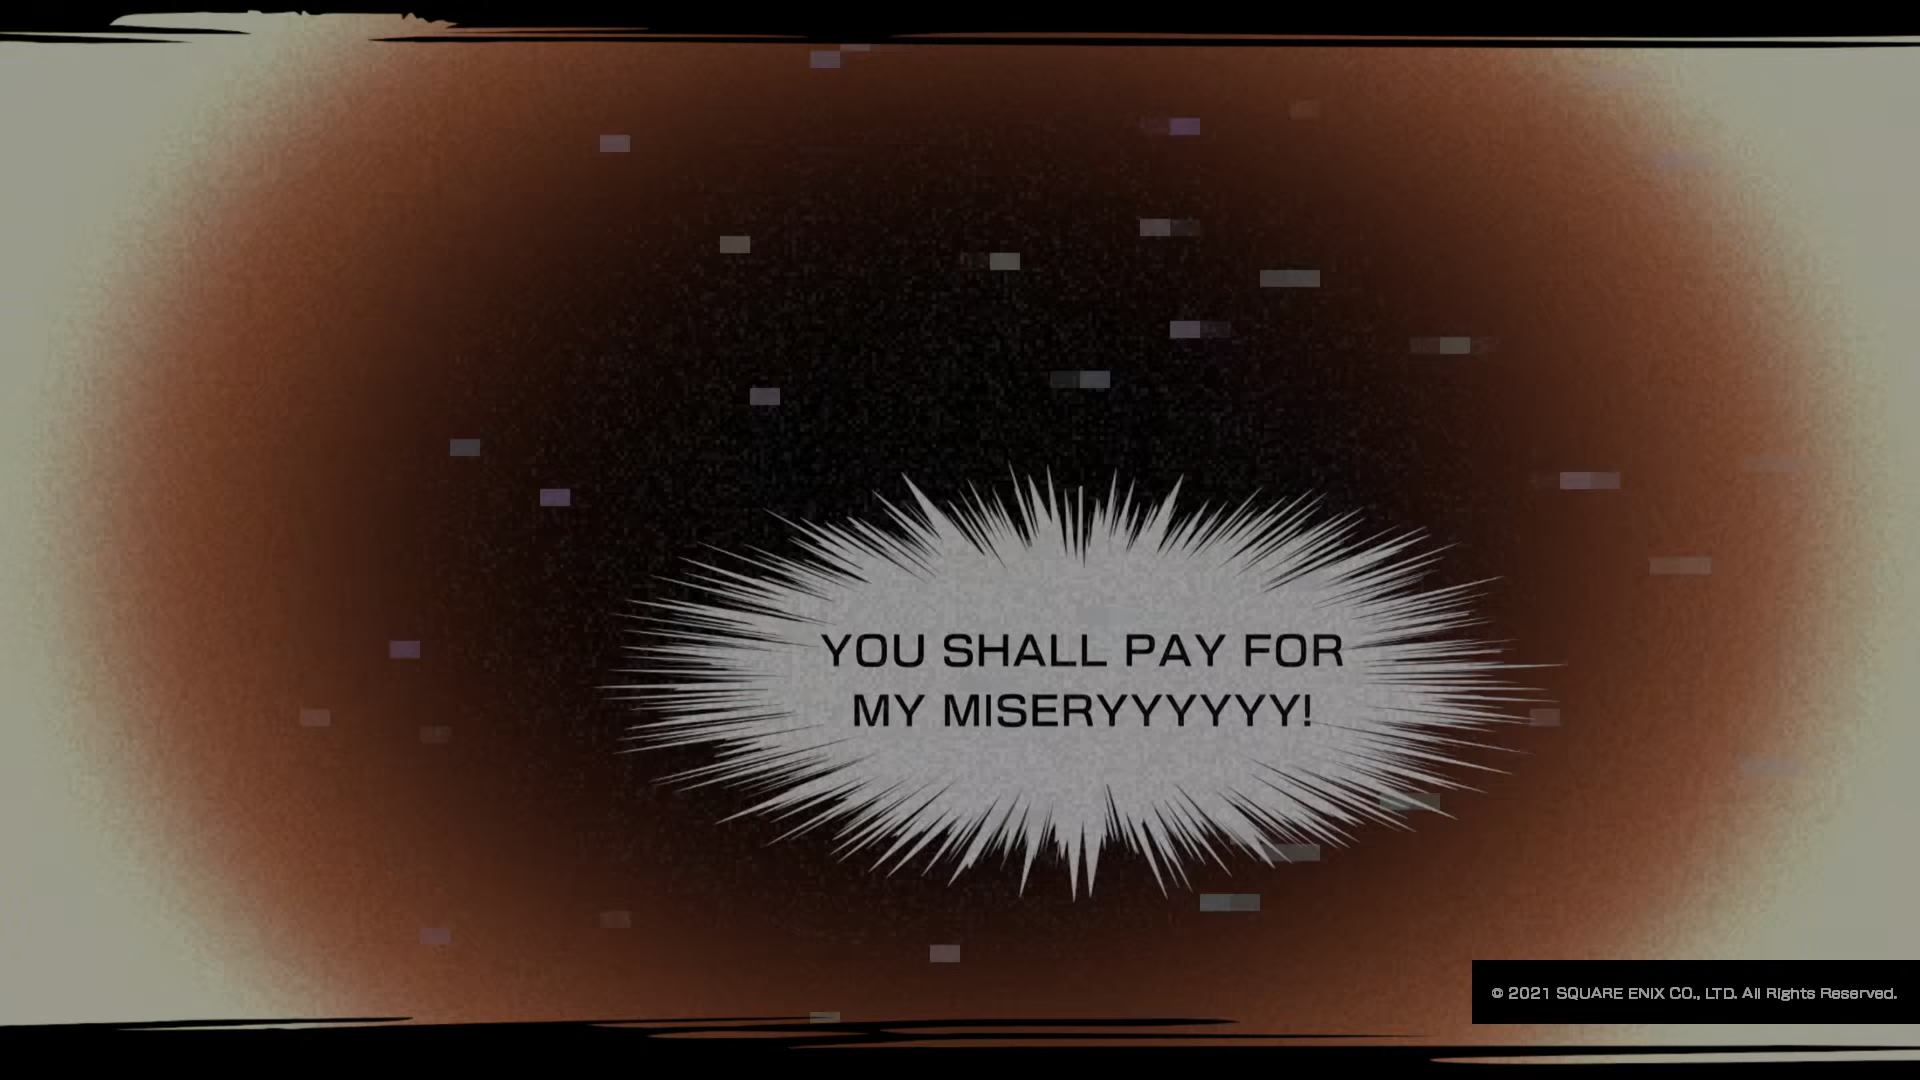 YOU SHALL PAY FOR
MY MISERYYYYYY!
© 2021 SQUARE ENIX CO., LTD. All Rights Reserved.